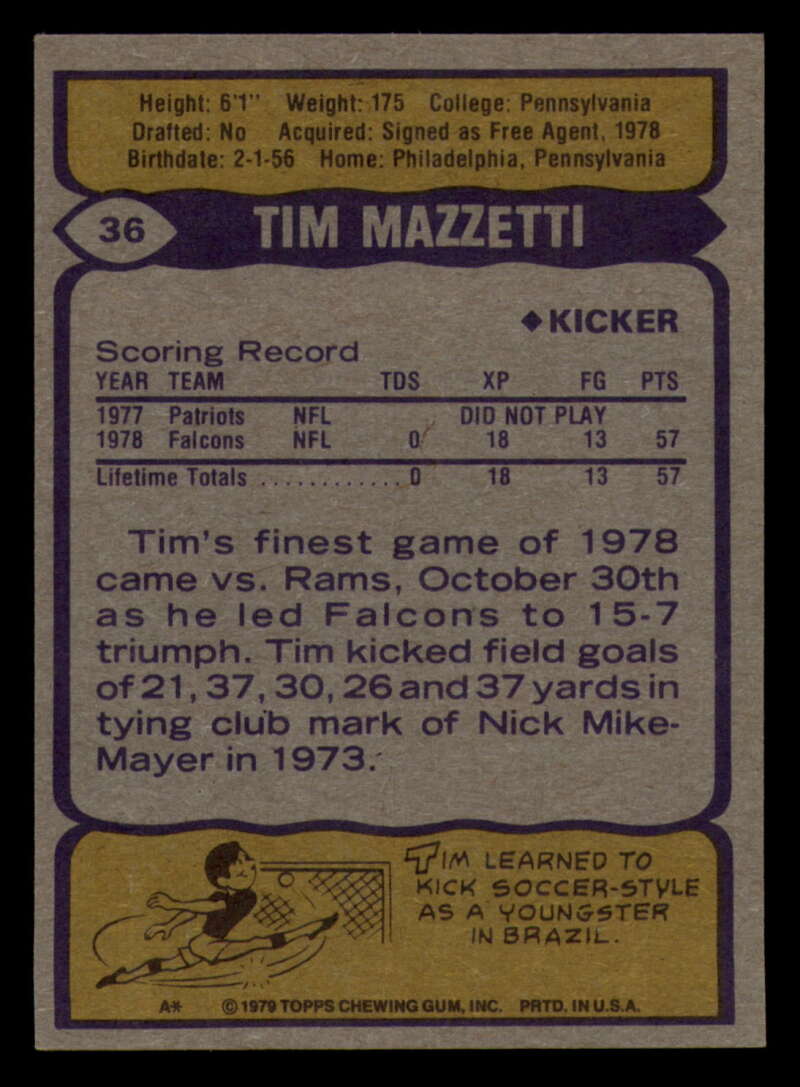 Height: 6'1" Weight: 175 College: Pennsylvania
Drafted: No Acquired: Signed as Free Agent, 1978
Birthdate: 2-1-56 Home: Philadelphia, Pennsylvania
36 TIM MAZZETTI
◆KICKER
Scoring Record
YEAR TEAM TDS XP FG PTS
1977 Patriots NFL DID NOT PLAY
1978 Falcons NFL 0 18 13 57
Lifetime Totals ............ 0 18 13 57
Tim's finest game of 1978
came vs. Rams, October 30th
as he led Falcons to 15-7
triumph. Tim kicked field goals
of 21, 37, 30, 26 and 37 yards in
tying club mark of Nick Mike-
Mayer in 1973.
TIM LEARNED TO
KICK SOCCER-STYLE
AS A YOUNGSTER
IN BRAZIL.
A* ©1979 TOPPS CHEWING GUM, INC. PRTD. IN U.S.A.